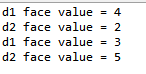 d1 face value = 4
d2 face value = 2
d1 face value = 3
d2 face value = 5